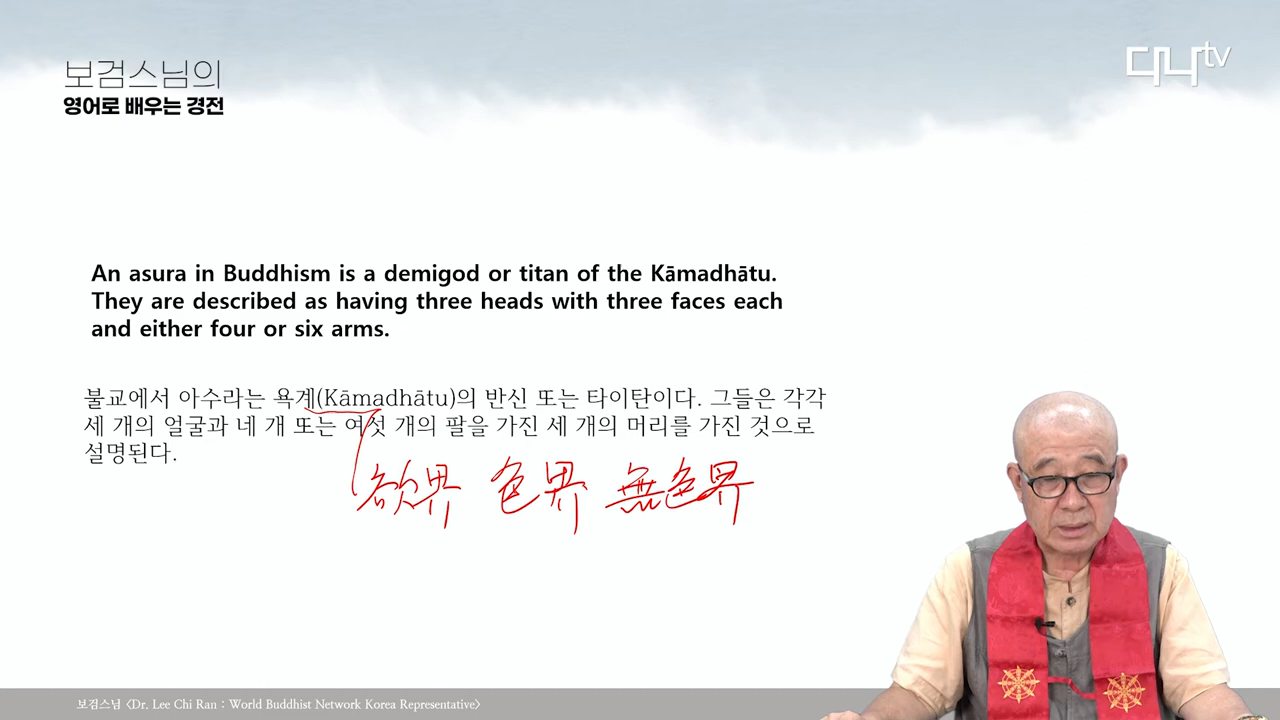 보검스님의
영어로 배우는 경전
다나tv
An asura in Buddhism is a demigod or titan of the Kāmadhātu.
They are described as having three heads with three faces each
and either four or six arms.
불교에서 아수라는 욕계(Kāmadhātu)의 반신 또는 타이탄이다. 그들은 각각
세 개의 얼굴과 네 개 또는 여섯 개의 팔을 가진 세 개의 머리를 가진 것으로
설명된다.
欲界 色界 無色界
보검스님 <Dr. Lee Chi Ran : World Buddhist Network Korea Representative>